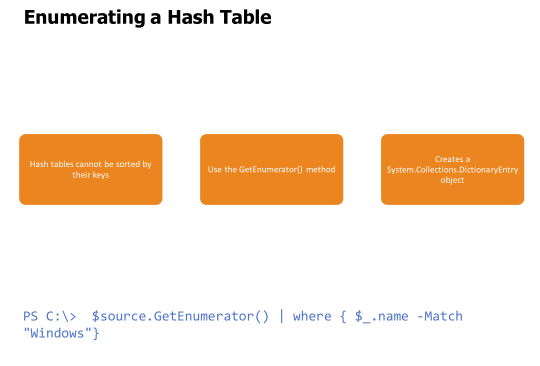 Enumerating a Hash Table
Hash tables cannot be sorted by
their keys
Use the GetEnumerator() method
Creates a
System.Collections.DictionaryEntry
object
PS C:\>  $source.GetEnumerator() | where { $_.name -Match
"Windows"}